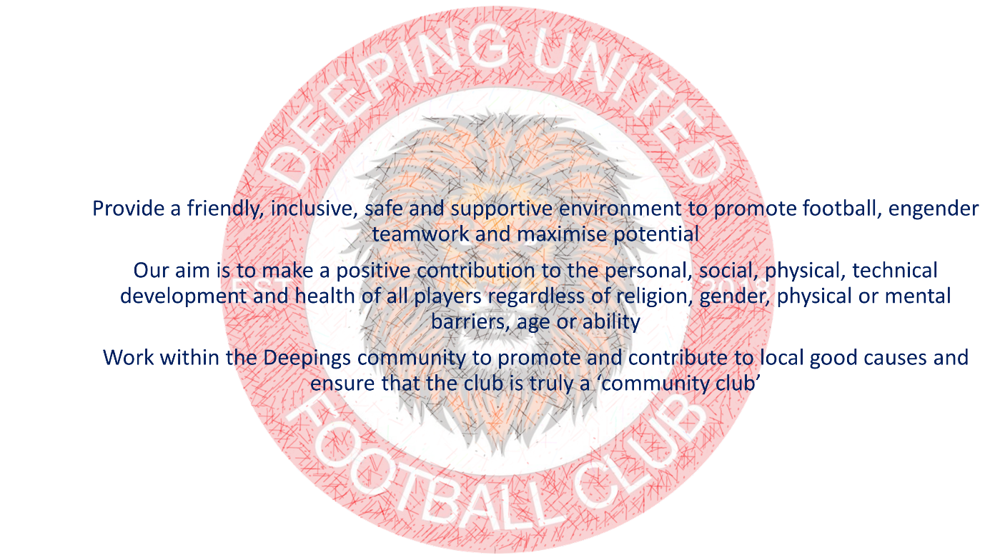 DEEPING UNITED
Provide a friendly, inclusive, safe and supportive environment to promote football, engender
teamwork and maximise potential
Our aim is to make a positive contribution to the personal, social, physical, technical
EST 2018
development and health of all players regardless of religion, gender, physical or mental
barriers, age or ability
Work within the Deepings community to promote and contribute to local good causes and
ensure that the club is truly a ‘community club’
FOOTBALL CLUB